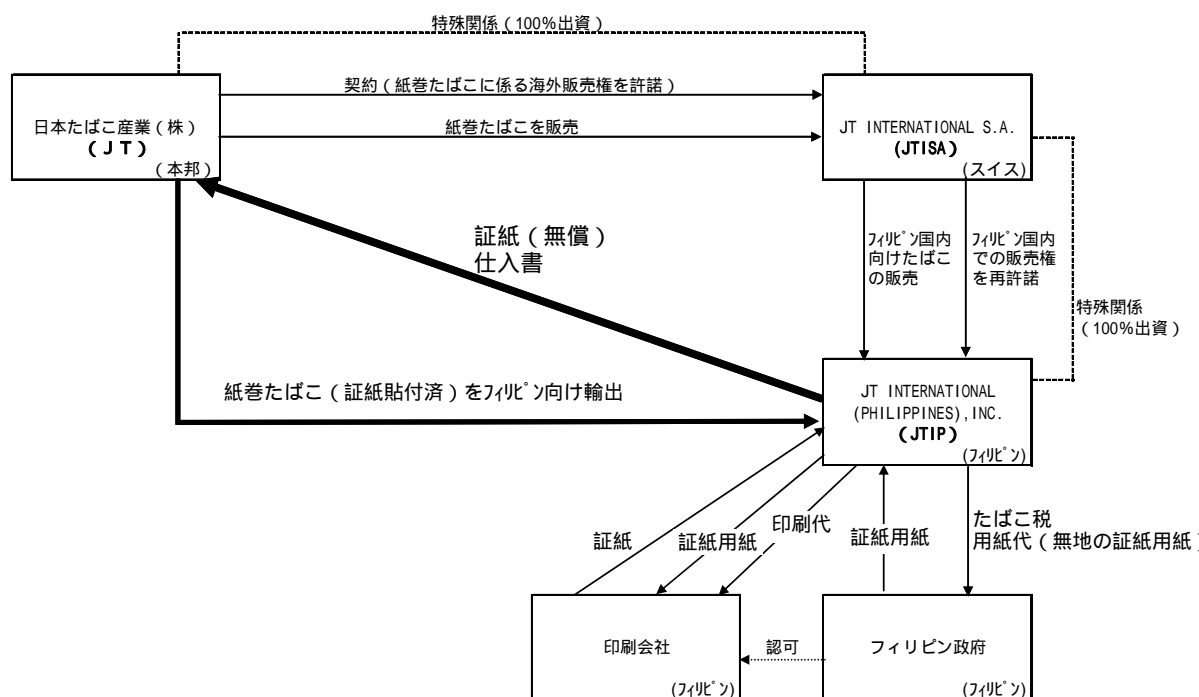 特殊関係(100%出資)
契約(紙巻たばこに係る海外販売権を許諾)
日本たばこ産業(株)
(JT)
(本邦)
紙巻たばこを販売
JT INTERNATIONAL S.A.
(JTISA)
(スイス)
証紙(無償)
仕入書
フィリピン国内
向けたばこ
の販売
フィリピン国内
での販売権
を再許諾
特殊関係
(100%出資)
紙巻たばこ(証紙貼付済)をフィリピン向け輸出
JT INTERNATIONAL
(PHILIPPINES),INC.
(JTIP)
(フィリピン)
証紙
証紙用紙
印刷代
証紙用紙
たばこ税
用紙代(無地の証紙用紙)
印刷会社
(フィリピン)
認可
フィリピン政府
(フィリピン)